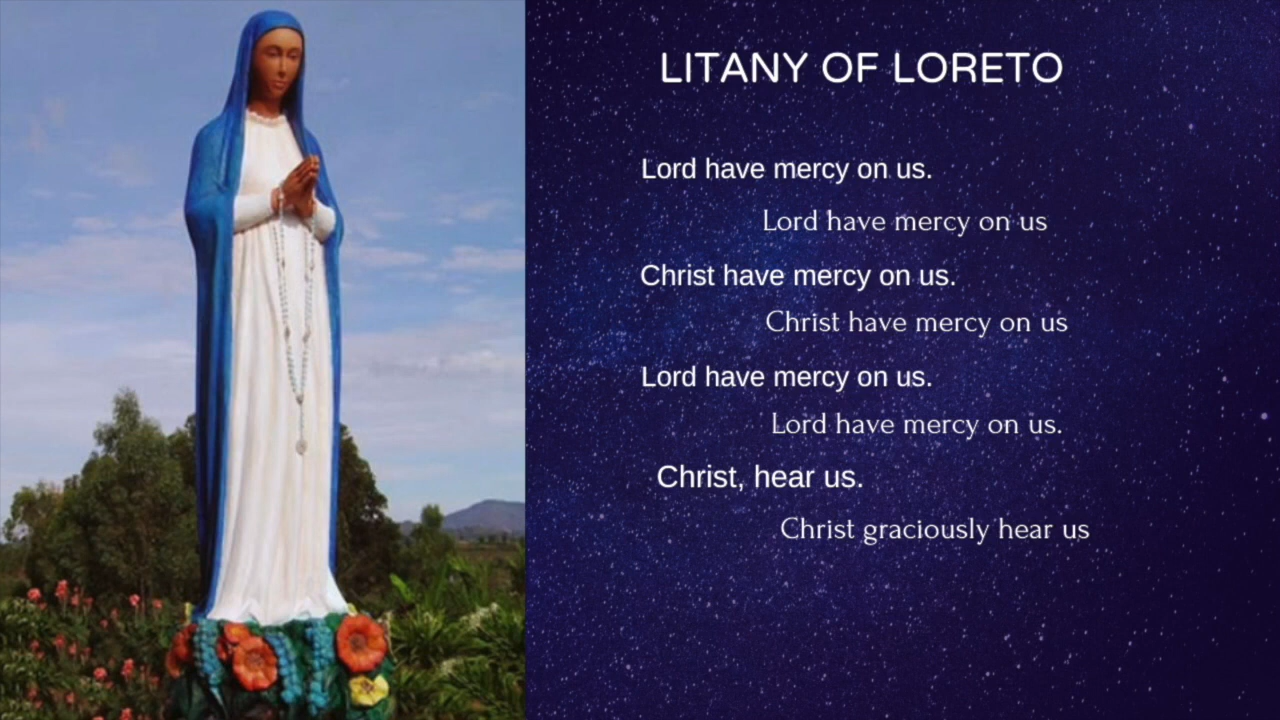 LITANY OF LORETO
Lord have mercy on us.
Lord have mercy on us
Christ have mercy on us.
Christ have mercy on us
Lord have mercy on us.
Lord have mercy on us.
Christ, hear us.
Christ graciously hear us